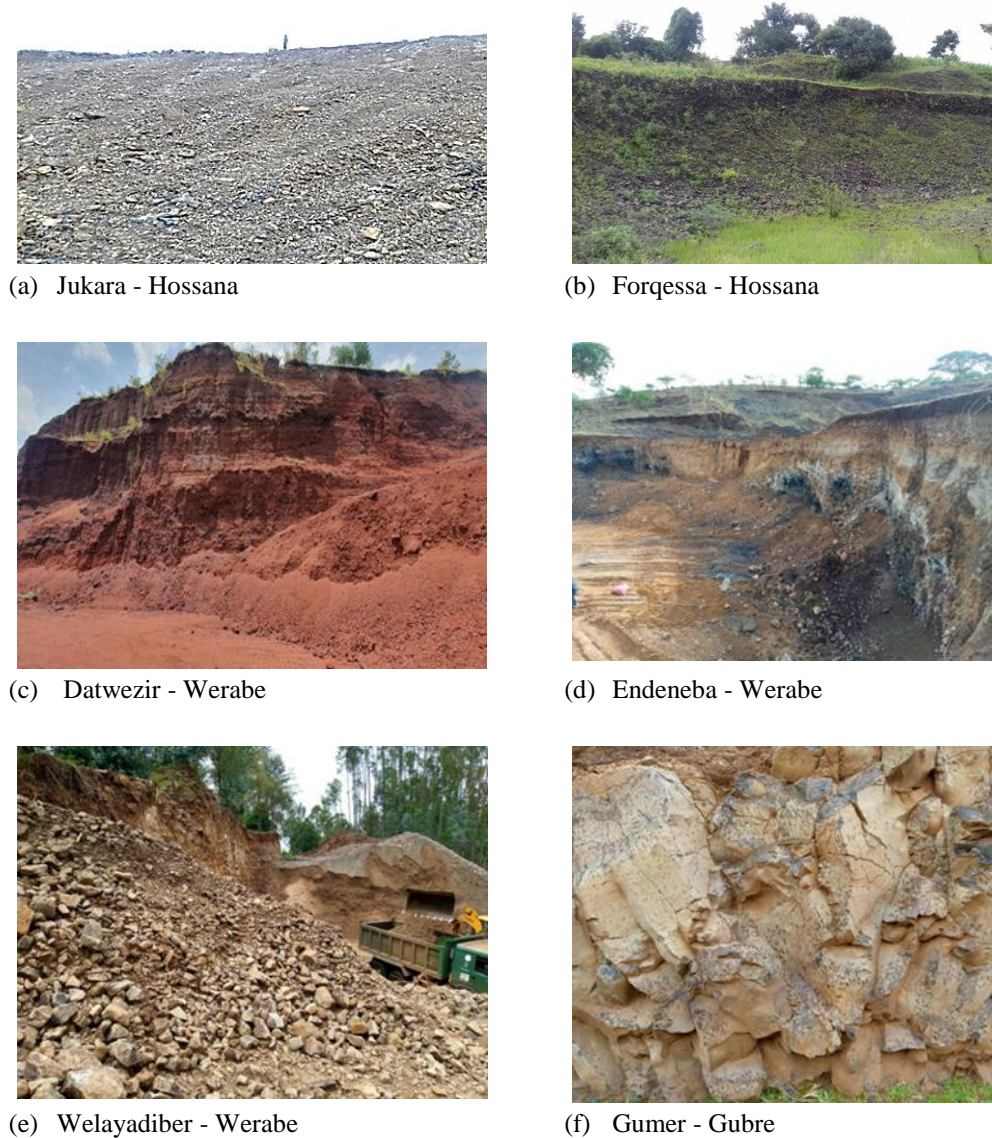 (a) Jukara - Hossana
(b) Forqessa - Hossana
(c) Datwezir - Werabe
(d) Endeneba - Werabe
(e) Welayadiber - Werabe
(f) Gumer - Gubre